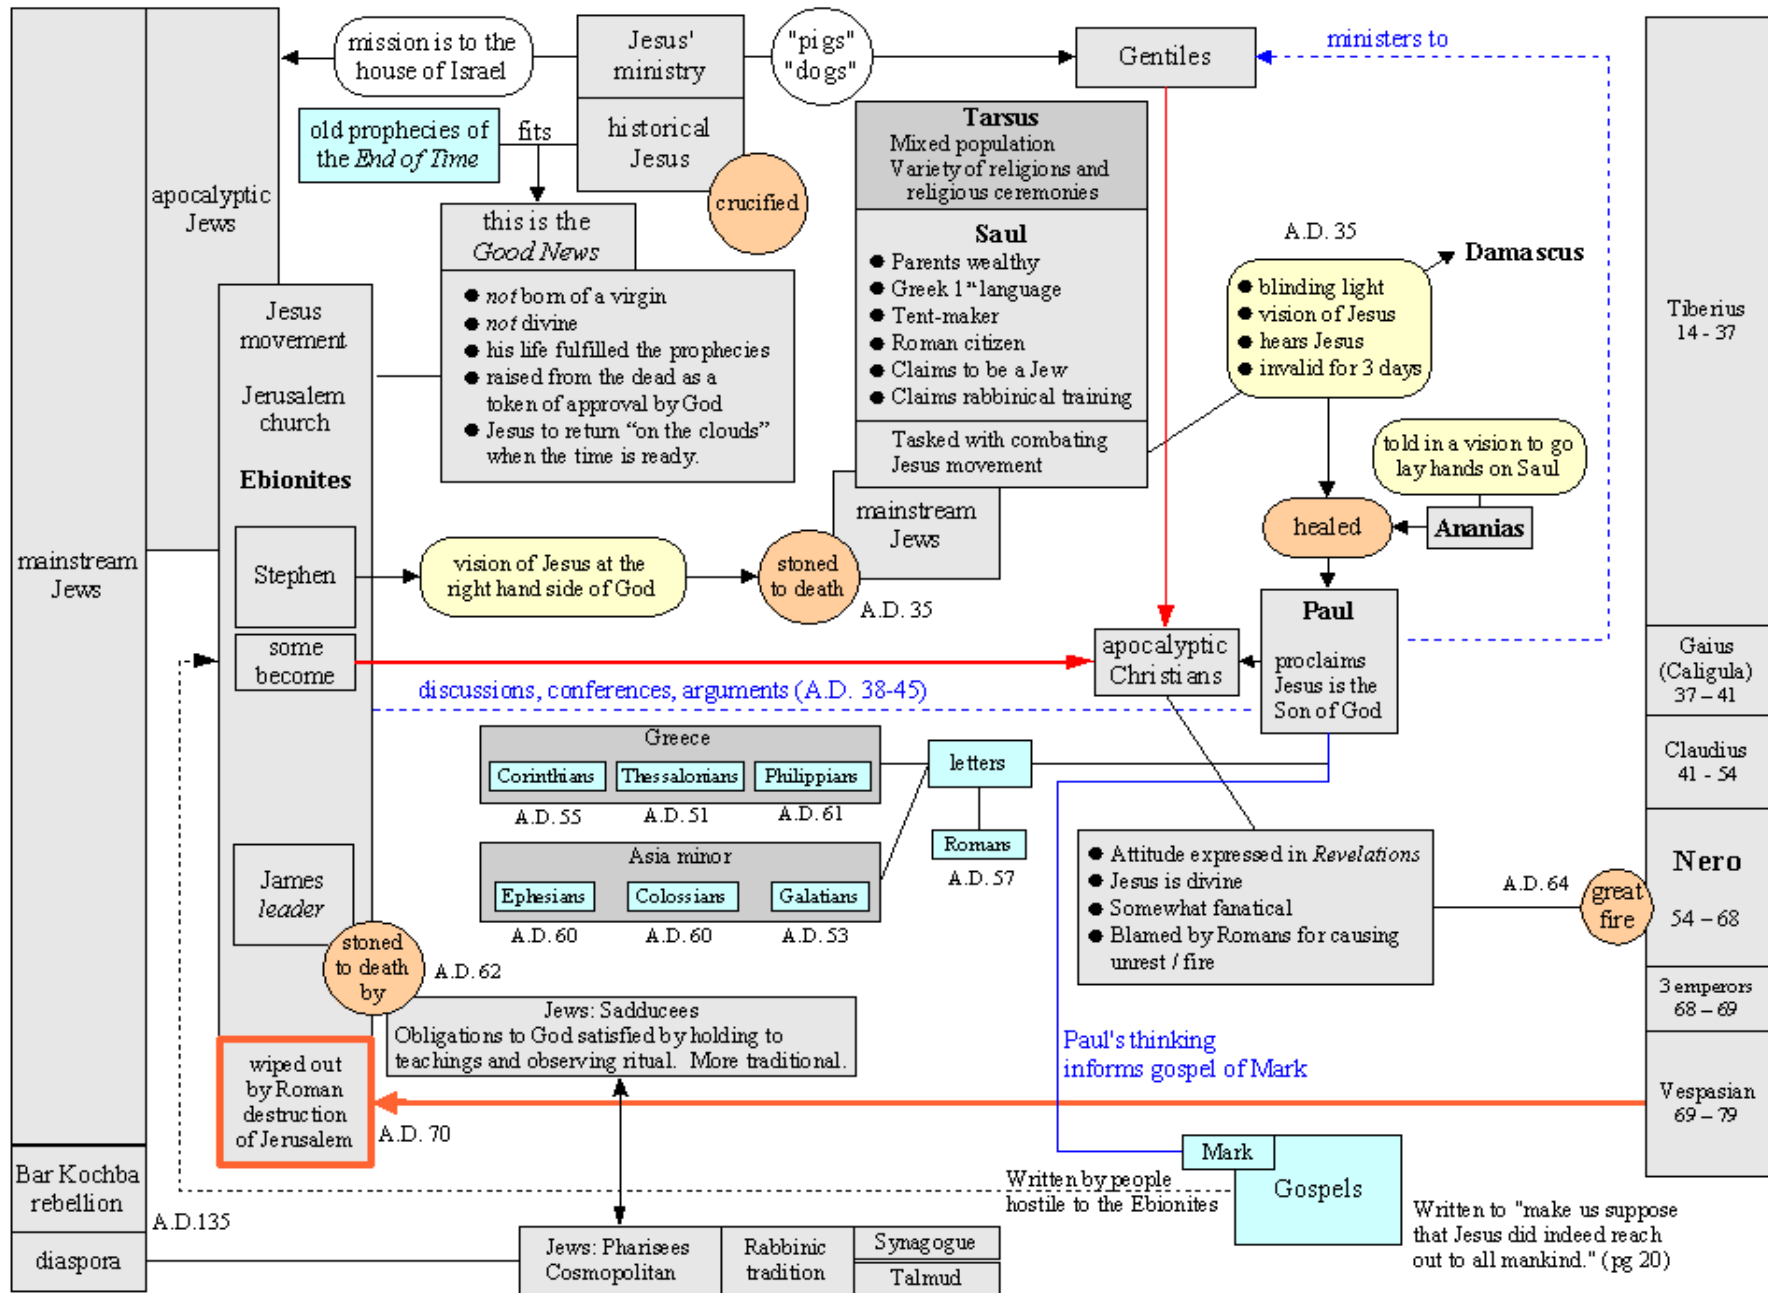 mission is to the
house of Israel
Jesus'
ministry
"pigs"
"dogs"
Gentiles
ministers to
old prophecies of
the End of Time
fits
historical
Jesus
crucified
apocalyptic
Jews
this is the
Good News
● not born of a virgin
● not divine
● his life fulfilled the prophecies
● raised from the dead as a
token of approval by God
● Jesus to return “on the clouds”
when the time is ready.
Tarsus
Mixed population
Variety of religions and
religious ceremonies
Saul
● Parents wealthy
● Greek 1st language
● Tent-maker
● Roman citizen
● Claims to be a Jew
● Claims rabbinical training
Tasked with combating
Jesus movement
mainstream
Jews
A.D. 35
Damascus
● blinding light
● vision of Jesus
● hears Jesus
● invalid for 3 days
told in a vision to go
lay hands on Saul
healed
Ananias
Tiberius
14 - 37
Jesus
movement
Jerusalem
church
Ebionites
mainstream
Jews
Stephen
vision of Jesus at the
right hand side of God
stoned
to death
A.D. 35
Paul
proclaims
Jesus is the
Son of God
apocalyptic
Christians
some
become
discussions, conferences, arguments (A.D. 38-45)
Gaius
(Caligula)
37 – 41
Claudius
41 - 54
Greece
Corinthians
Thessalonians
Philippians
A.D. 55
A.D. 51
A.D. 61
letters
Romans
A.D. 57
Asia minor
Ephesians
Colossians
Galatians
A.D. 60
A.D. 60
A.D. 53
● Attitude expressed in Revelations
● Jesus is divine
● Somewhat fanatical
● Blamed by Romans for causing
unrest / fire
A.D. 64
great
fire
Nero
54 – 68
James
leader
stoned
to death
by
A.D. 62
Jews: Sadducees
Obligations to God satisfied by holding to
teachings and observing ritual. More traditional.
3 emperors
68 – 69
Paul's thinking
informs gospel of Mark
wiped out
by Roman
destruction
of Jerusalem
A.D. 70
Vespasian
69 – 79
Mark
Gospels
Written by people
hostile to the Ebionites
Written to "make us suppose
that Jesus did indeed reach
out to all mankind." (pg 20)
Bar Kochba
rebellion
A.D.135
diaspora
Jews: Pharisees
Cosmopolitan
Rabbinic
tradition
Synagogue
Talmud